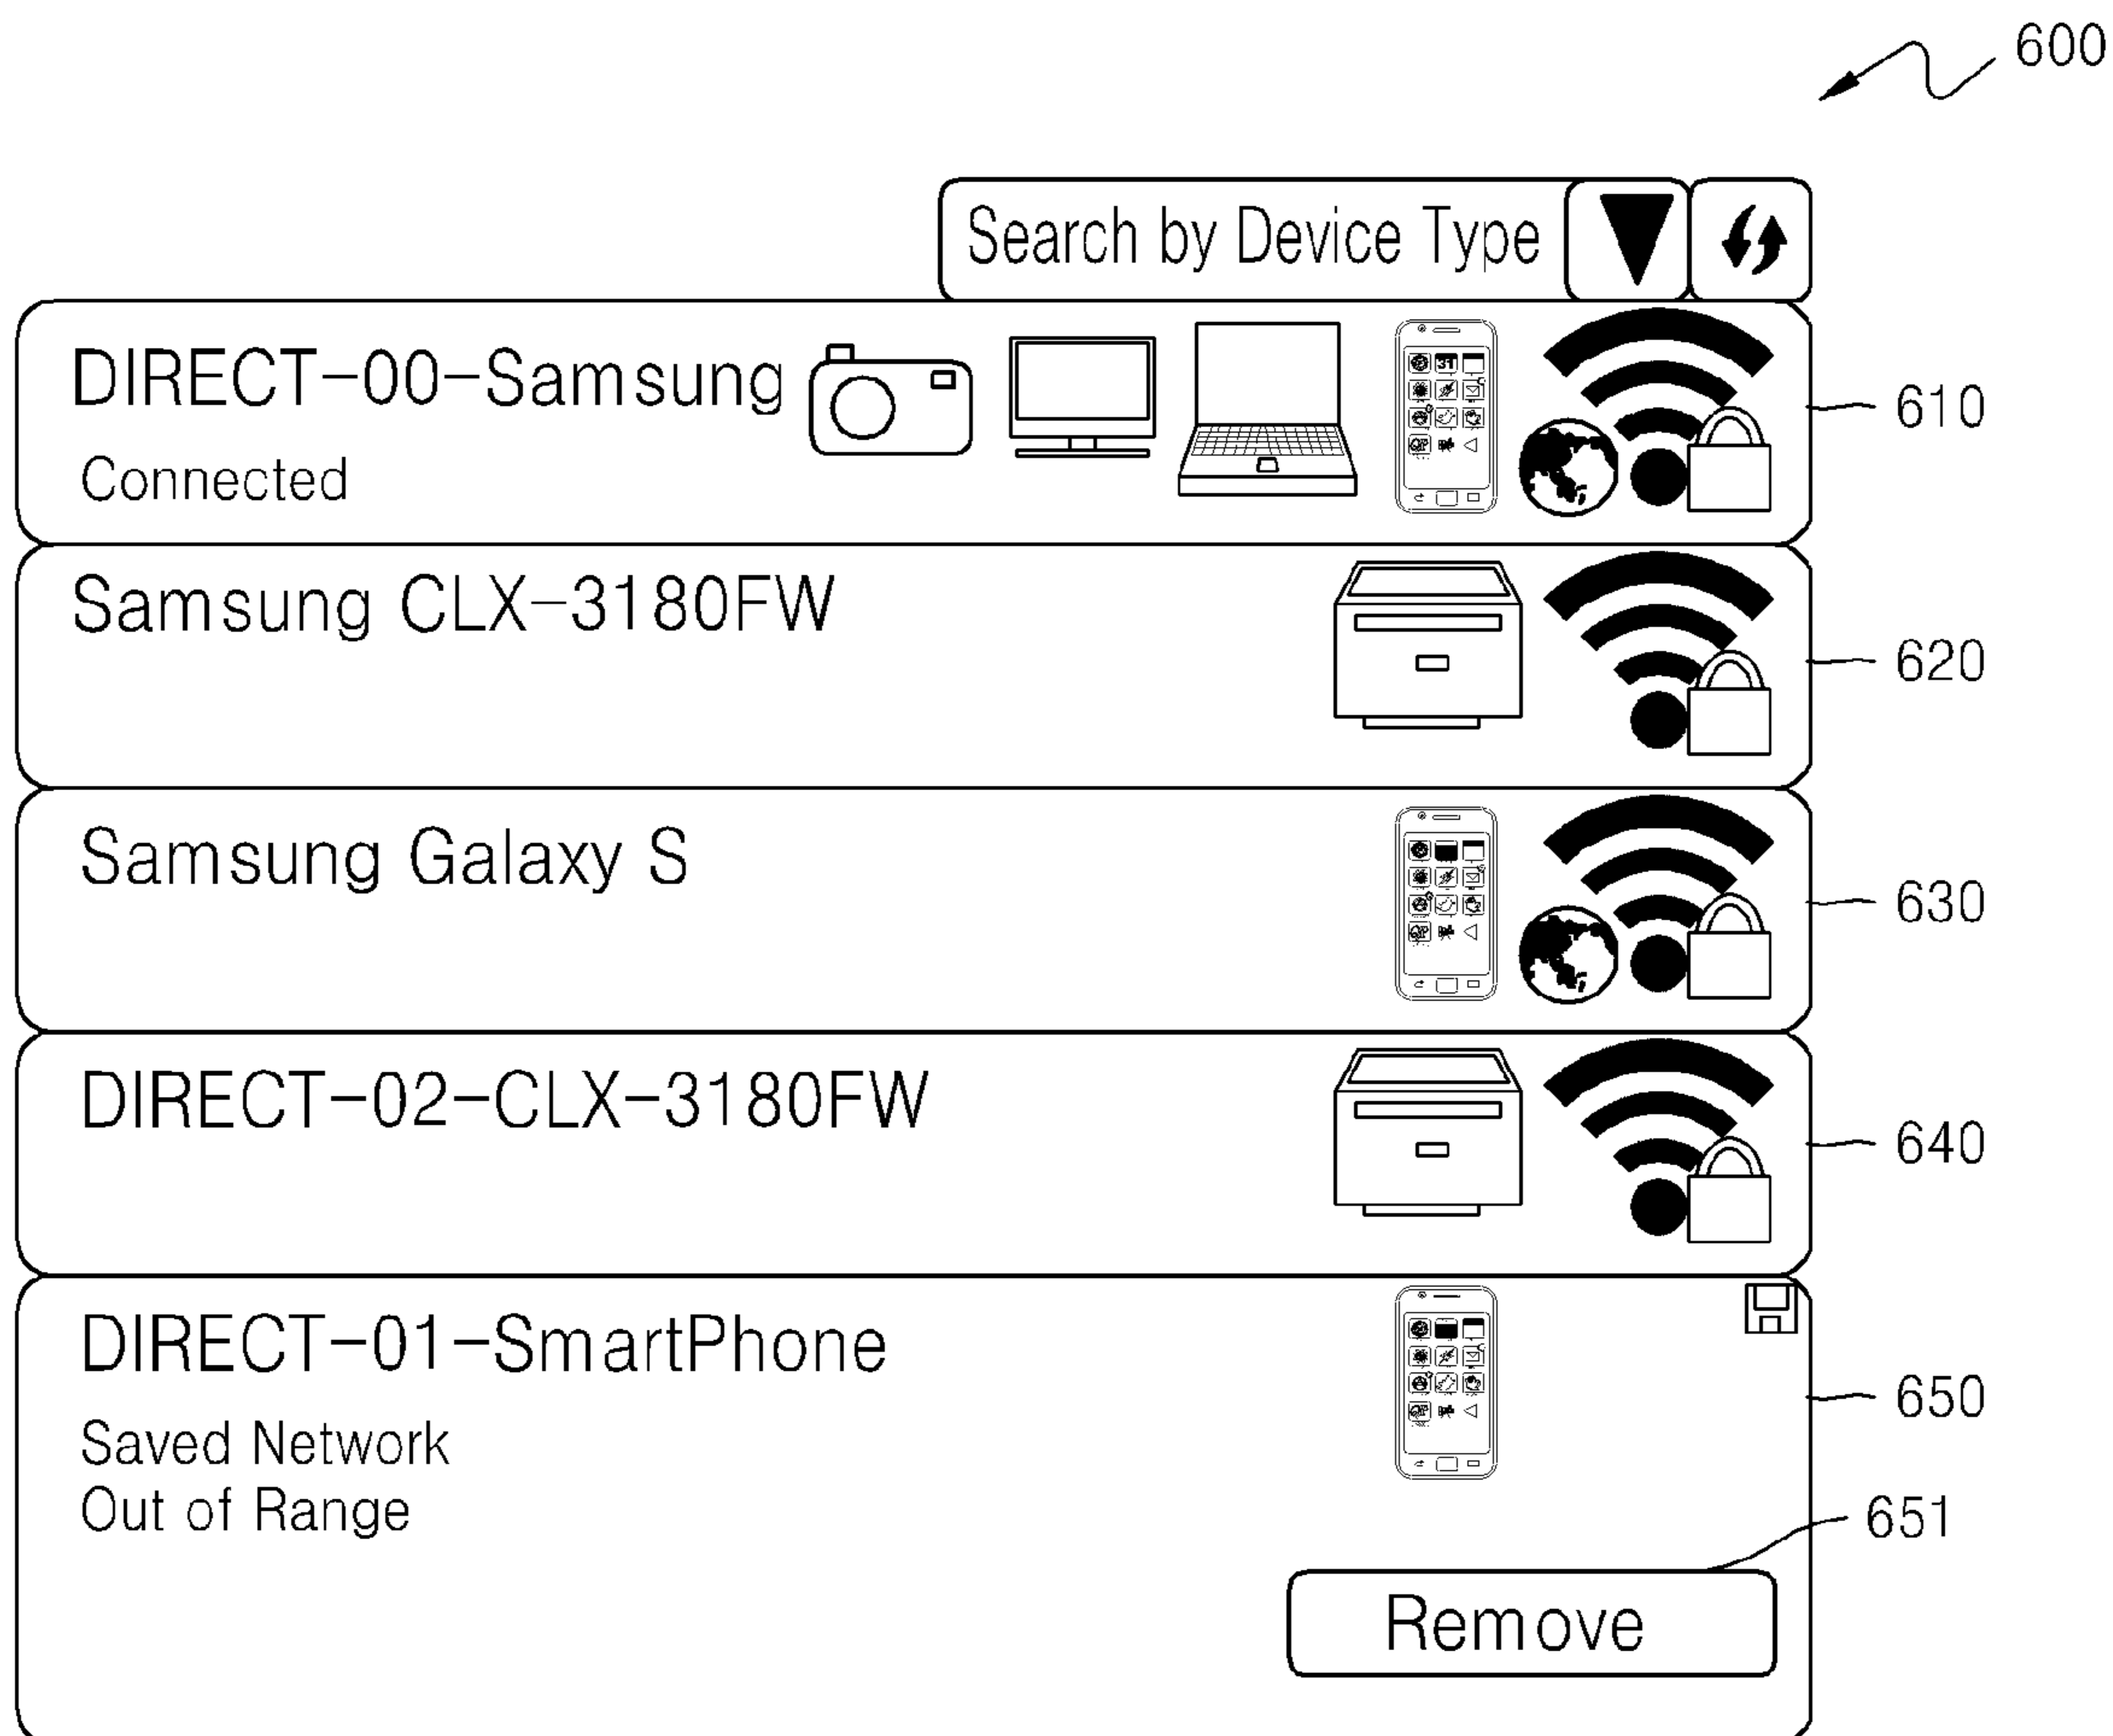 600
Search by Device Type
DIRECT-00-Samsung
31
Connected
610
Samsung CLX-3180FW
620
Samsung Galaxy S
630
DIRECT-02-CLX-3180FW
640
DIRECT-01-SmartPhone
650
Saved Network
Out of Range
651
Remove